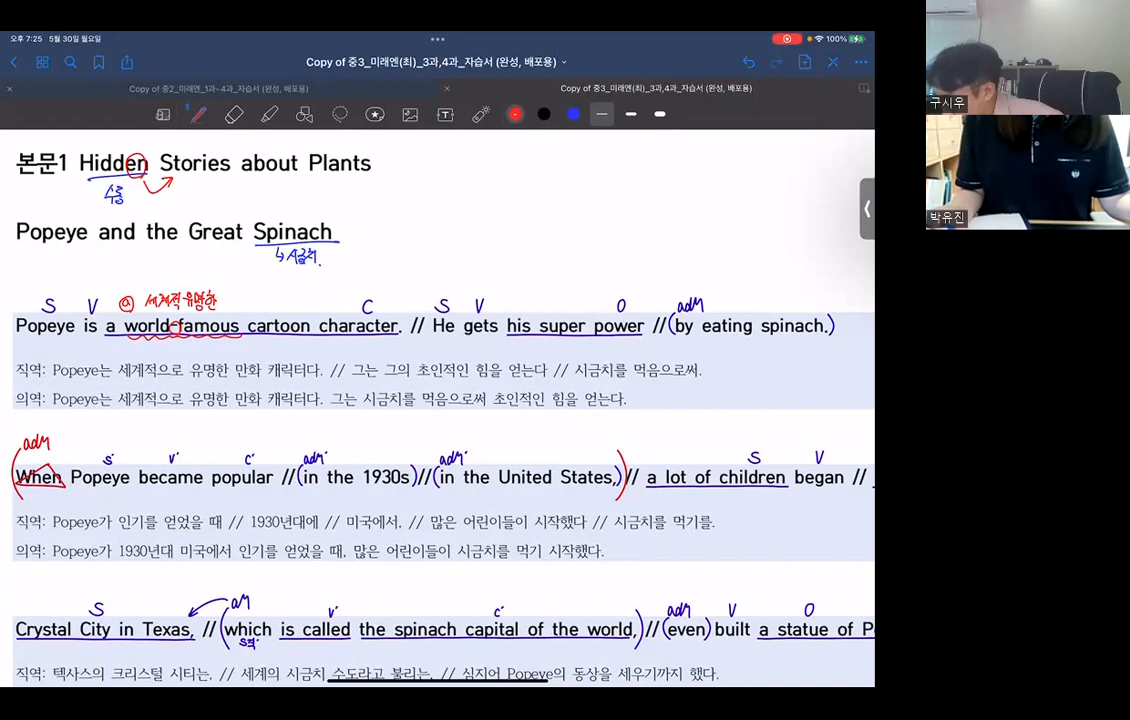 오후 7:25 5월 30일 월요일
100%
Copy of 중3_미래엔(최)_3과,4과_자습서 (완성, 배포용)
Copy of 중2_미래엔_1과~4과_자습서 (완성, 배포용)
Copy of 중3_미래엔(최)_3과,4과_자습서 (완성, 배포용)
구시우
박유진
본문1 Hidden Stories about Plants
Popeye and the Great Spinach
시금치.
ⓐ 세계적 유명한
S V C S V O adv
Popeye is a world-famous cartoon character. // He gets his super power // (by eating spinach.)
직역: Popeye는 세계적으로 유명한 만화 캐릭터다. // 그는 그의 초인적인 힘을 얻는다 // 시금치를 먹음으로써.
의역: Popeye는 세계적으로 유명한 만화 캐릭터다. 그는 시금치를 먹음으로써 초인적인 힘을 얻는다.
adv
s' v' c' adv' adv' S V
(When Popeye became popular //(in the 1930s)//(in the United States,)) // a lot of children began //
직역: Popeye가 인기를 얻었을 때 // 1930년대에 // 미국에서, // 많은 어린이들이 시작했다 // 시금치를 먹기를.
의역: Popeye가 1930년대 미국에서 인기를 얻었을 때, 많은 어린이들이 시금치를 먹기 시작했다.
S v' c' adv V O
Crystal City in Texas, // (which is called the spinach capital of the world,)// (even) built a statue of P
직역: 텍사스의 크리스털 시티는, // 세계의 시금치 수도라고 불리는, // 심지어 Popeye의 동상을 세우기까지 했다.